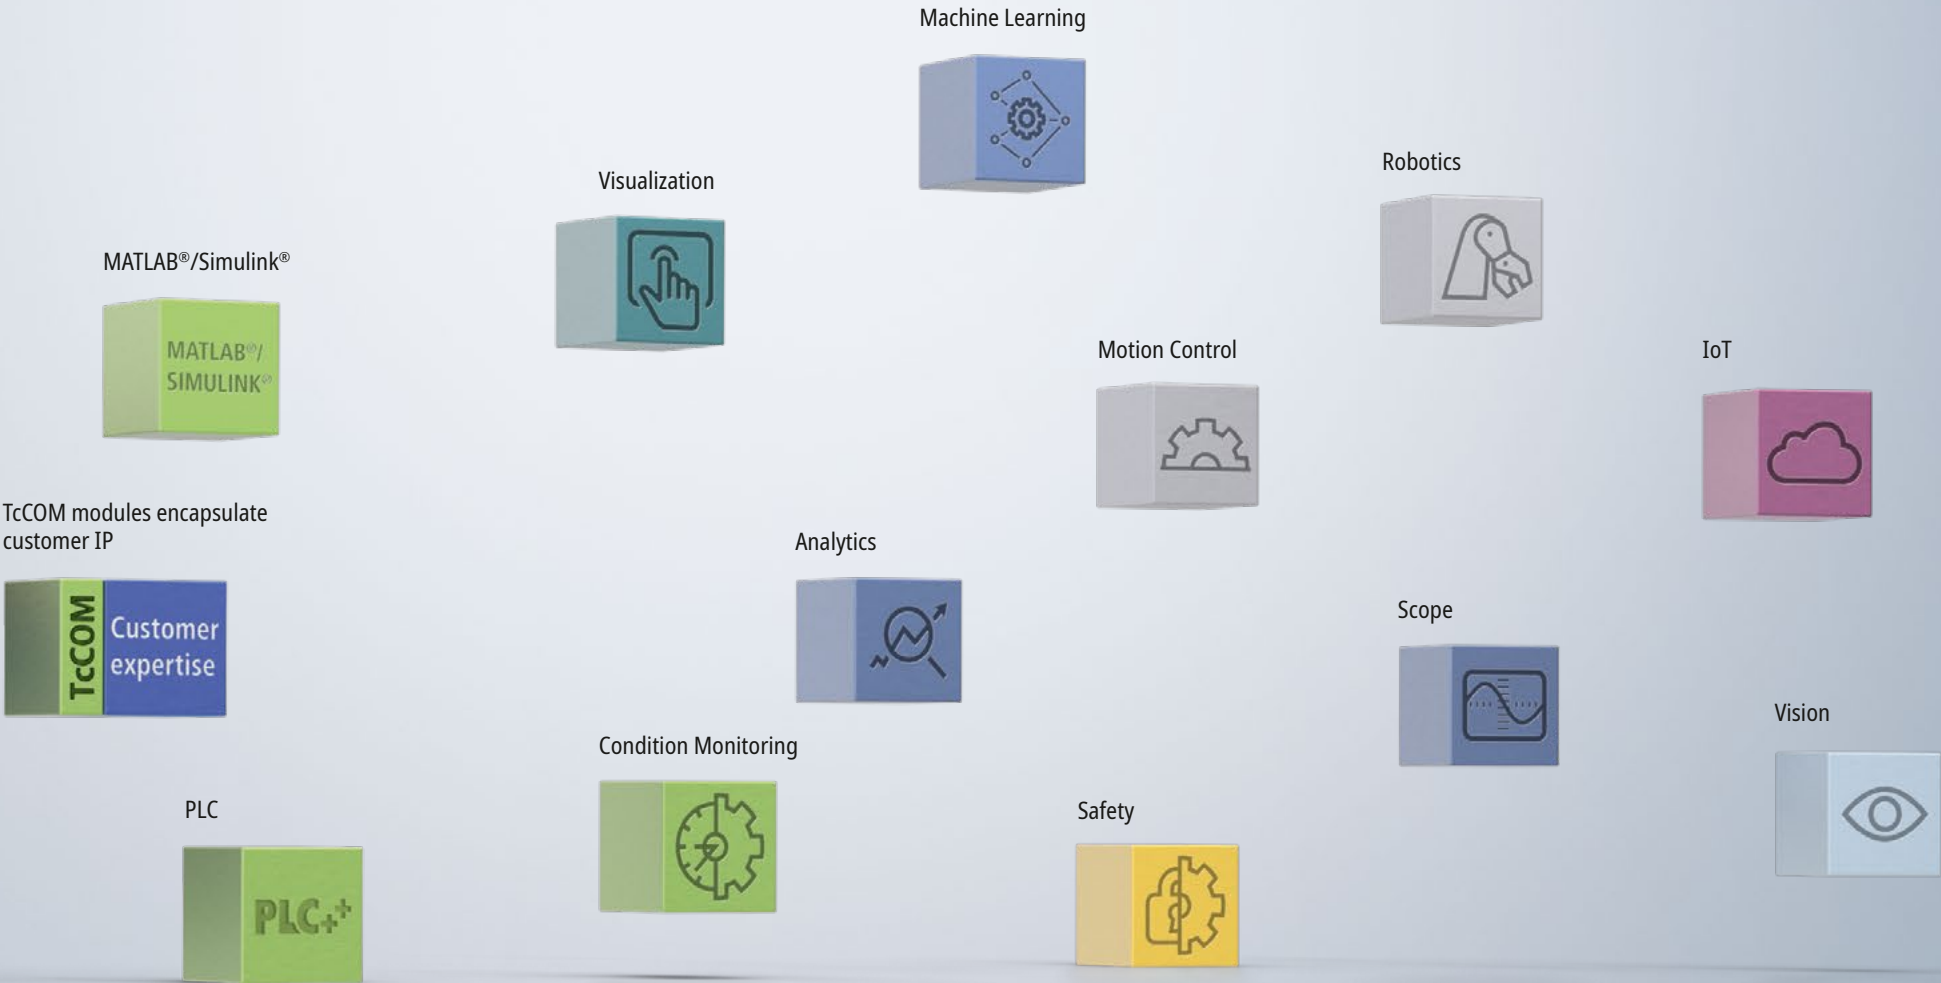 Machine Learning
Robotics
Visualization
MATLAB®/Simulink®
MATLAB®/
SIMULINK®
Motion Control
IoT
TcCOM modules encapsulate
customer IP
TcCOM
Customer
expertise
Analytics
Scope
Vision
Condition Monitoring
PLC
PLC++
Safety